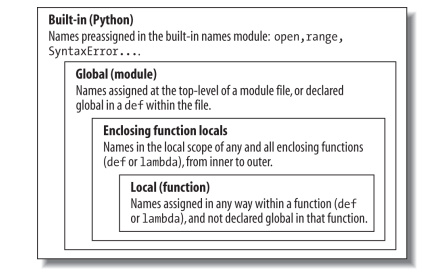 Built-in (Python)
Names preassigned in the built-in names module: open,range,
SyntaxError....
Global (module)
Names assigned at the top-level of a module file, or declared
global in a def within the file.
Enclosing function locals
Names in the local scope of any and all enclosing functions
(def or lambda), from inner to outer.
Local (function)
Names assigned in any way within a function (def
or lambda), and not declared global in that function.